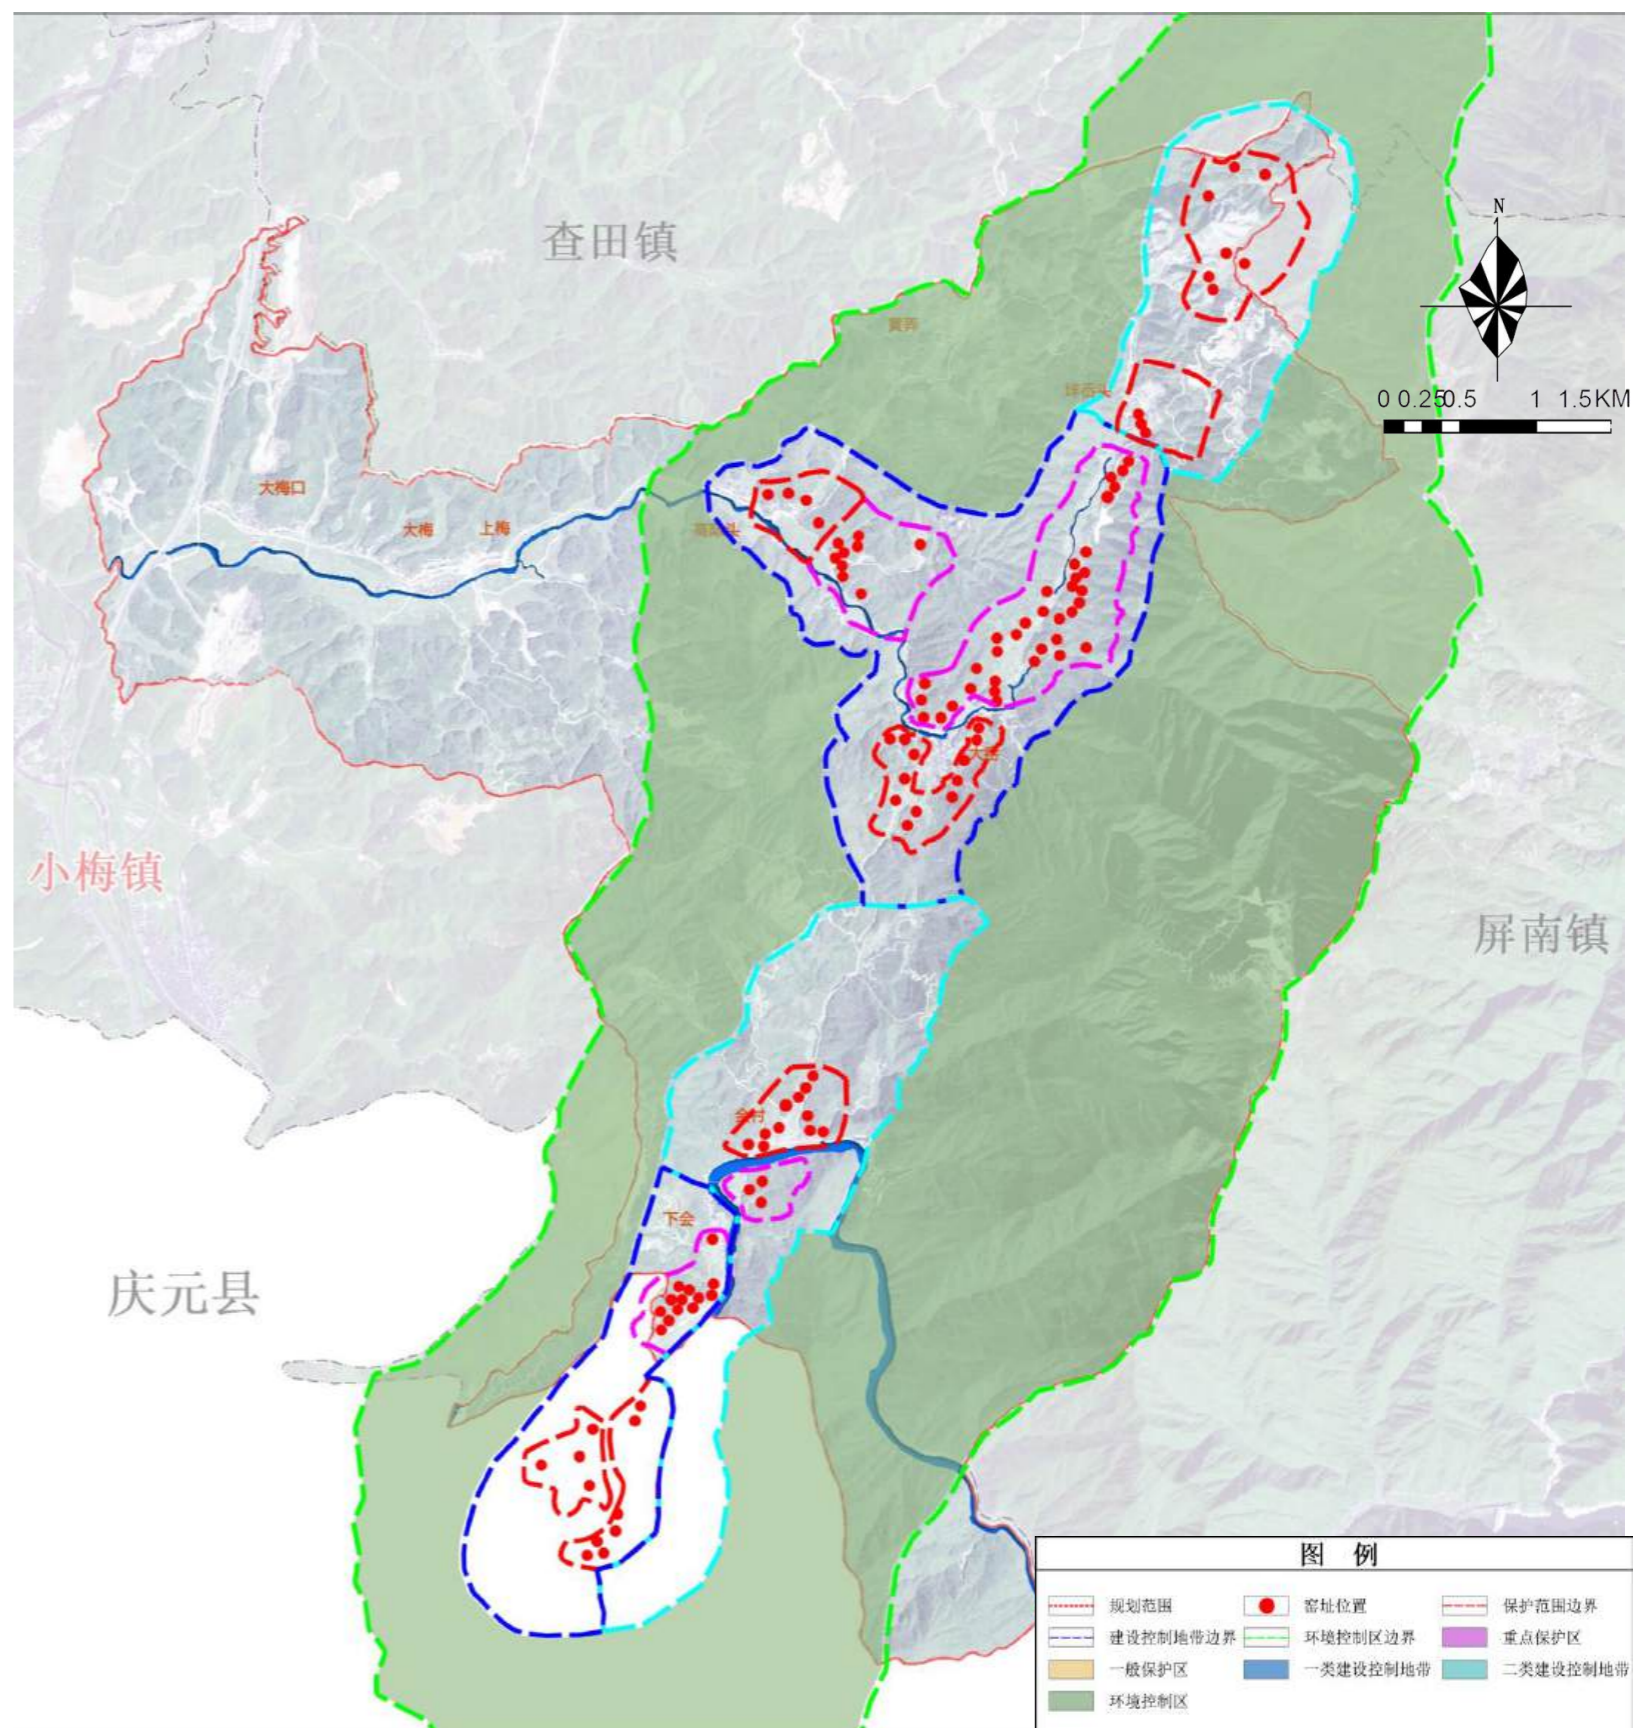 N
查田镇
黄弄
0 0.25 0.5 1 1.5KM
大梅口
大梅
上梅
小梅镇
屏南镇
下会
庆元县
图 例
规划范围
窑址位置
保护范围边界
建设控制地带边界
环境控制区边界
重点保护区
一般保护区
一类建设控制地带
二类建设控制地带
环境控制区